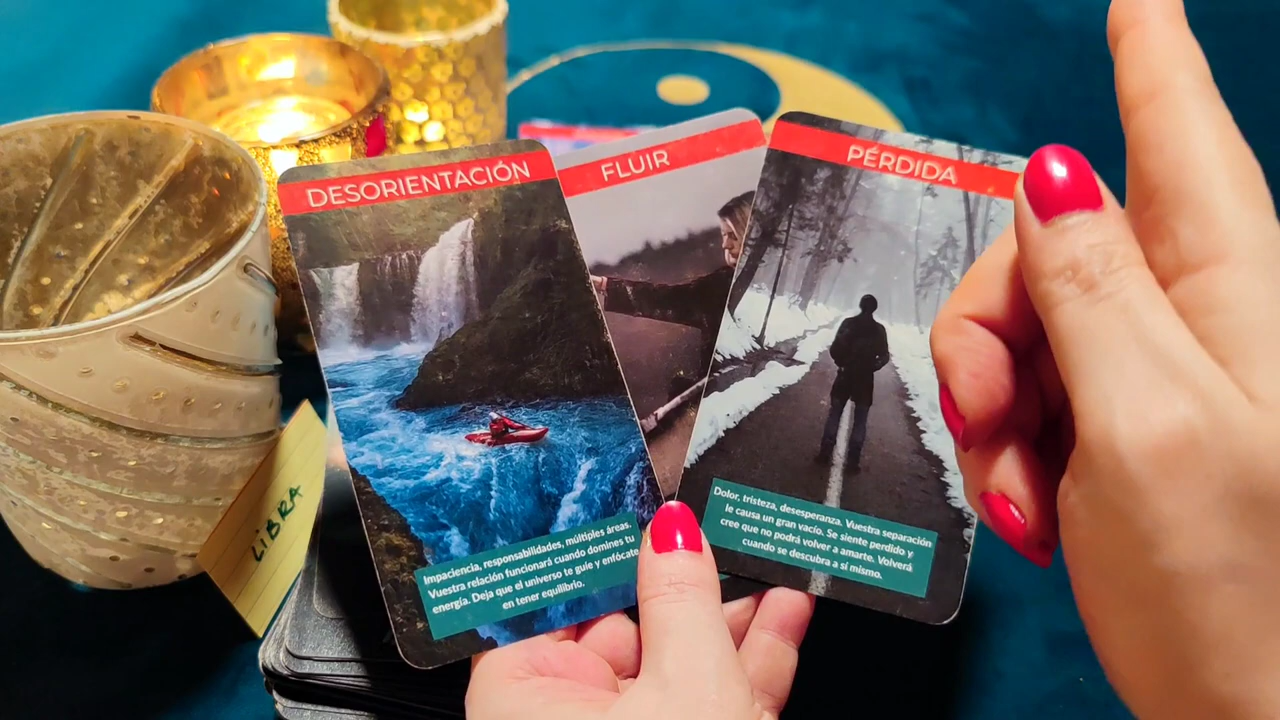 DESORIENTACIÓN
Impaciencia, responsabilidades, múltiples áreas.
Vuestra relación funcionará cuando domines tu
energía. Deja que el universo te guíe y enfócate
en tener equilibrio.
FLUIR
PÉRDIDA
Dolor, tristeza, desesperanza. Vuestra separación
le causa un gran vacío. Se siente perdido y
cree que no podrá volver a amarte. Volverá
cuando se descubra a sí mismo.
LiBRA